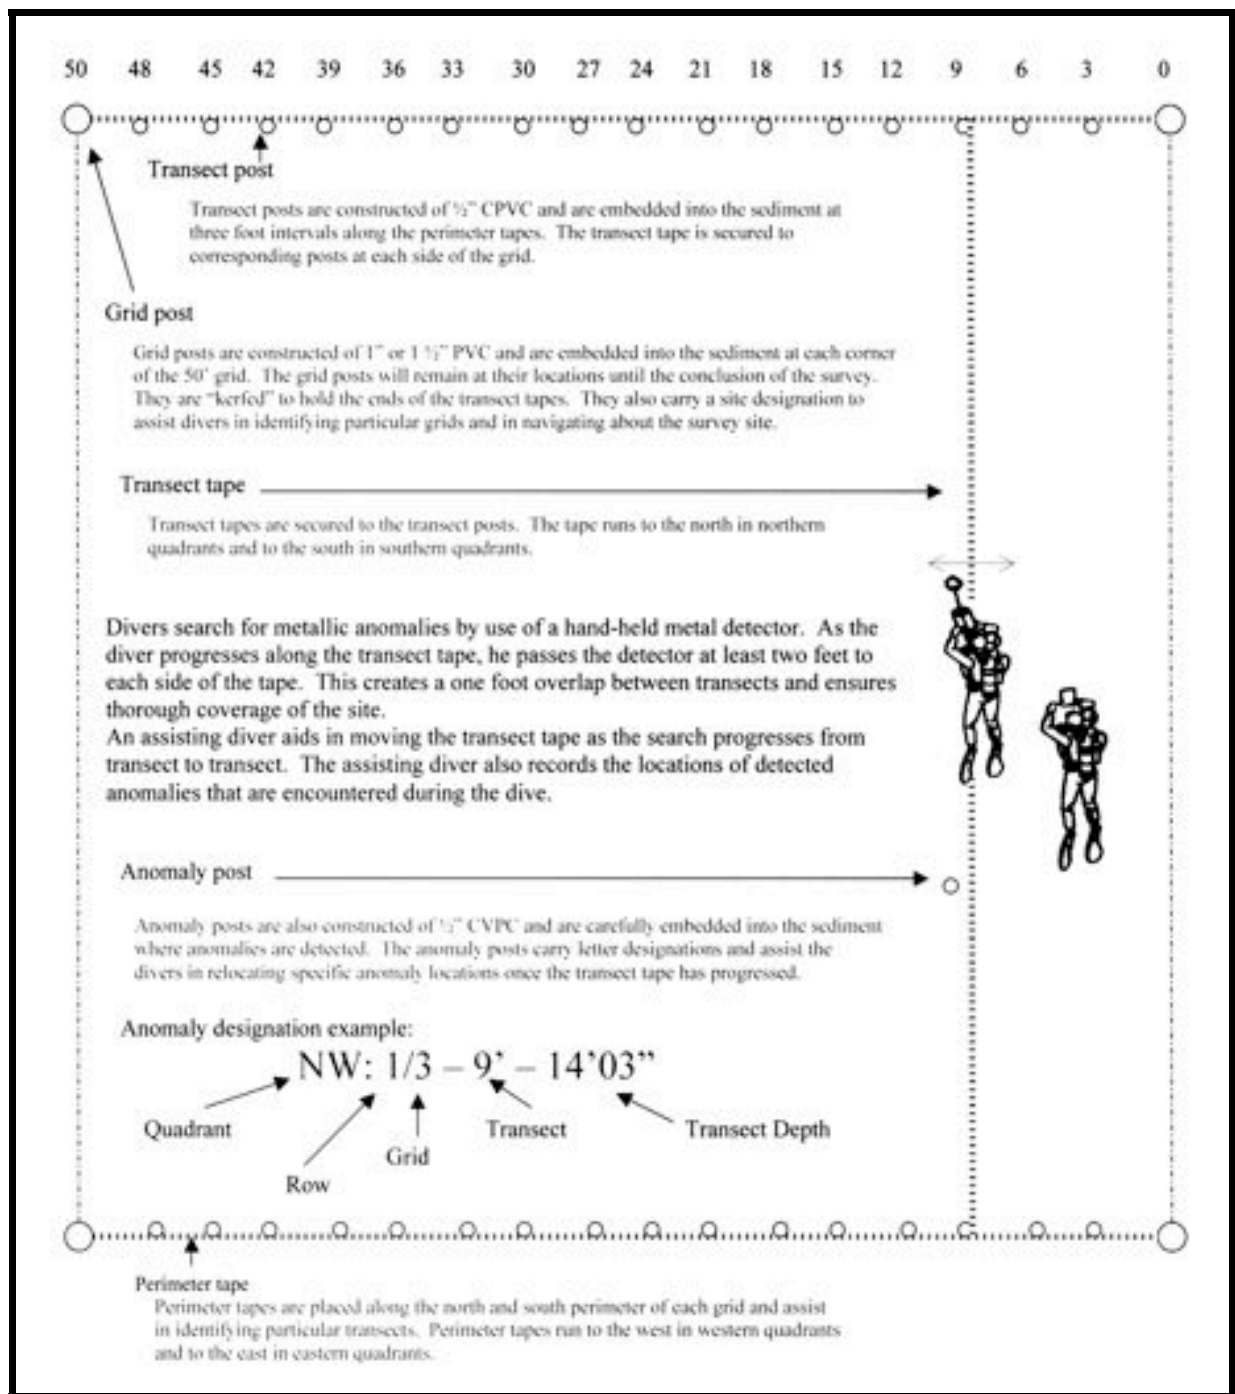 50 48 45 42 39 36 33 30 27 24 21 18 15 12 9 6 3 0
Transect post
Transect posts are constructed of ½" CPVC and are embedded into the sediment at
three foot intervals along the perimeter tapes. The transect tape is secured to
corresponding posts at each side of the grid.
Grid post
Grid posts are constructed of 1" or 1 ½" PVC and are embedded into the sediment at each corner
of the 50' grid. The grid posts will remain at their locations until the conclusion of the survey.
They are "kerfed" to hold the ends of the transect tapes. They also carry a site designation to
assist divers in identifying particular grids and in navigating about the survey site.
Transect tape
Transect tapes are secured to the transect posts. The tape runs to the north in northern
quadrants and to the south in southern quadrants.
Divers search for metallic anomalies by use of a hand-held metal detector. As the
diver progresses along the transect tape, he passes the detector at least two feet to
each side of the tape. This creates a one foot overlap between transects and ensures
thorough coverage of the site.
An assisting diver aids in moving the transect tape as the search progresses from
transect to transect. The assisting diver also records the locations of detected
anomalies that are encountered during the dive.
Anomaly post
Anomaly posts are also constructed of ½" CVPC and are carefully embedded into the sediment
where anomalies are detected. The anomaly posts carry letter designations and assist the
divers in relocating specific anomaly locations once the transect tape has progressed.
Anomaly designation example:
NW: 1/3 – 9' – 14'03"
Quadrant
Transect
Transect Depth
Grid
Row
Perimeter tape
Perimeter tapes are placed along the north and south perimeter of each grid and assist
in identifying particular transects. Perimeter tapes run to the west in western quadrants
and to the east in eastern quadrants.